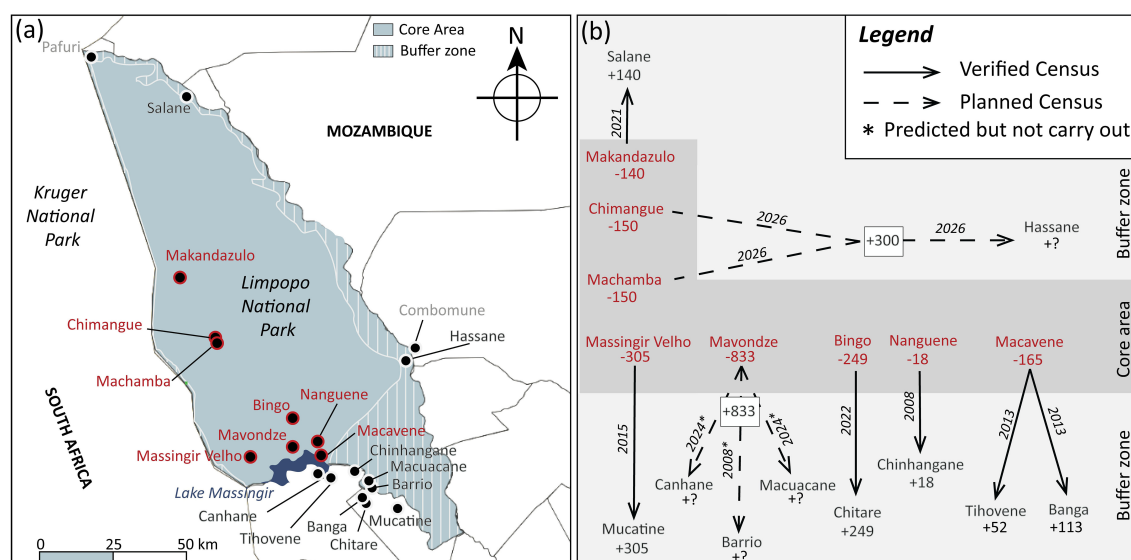 (a)
Core Area
Buffer zone
Pafuri
N
Salane
MOZAMBIQUE
Kruger
National
Park
Makandazulo
Limpopo
National
Park
Chimangue
Combomune
Hassane
Machamba
SOUTH AFRICA
Bingo
Nanguene
Mavondze
Macavene
Massingir Velho
Chinhangane
Macuacane
Lake Massingir
Barrio
Canhane
Banga
Mucatine
Tihovene
Chitare
0 25 50 km
(b)
Legend
Verified Census
Planned Census
* Predicted but not carry out
Salane
+140
2021
Makandazulo
-140
Chimangue
-150
2026
+300
2026
Hassane
+?
2026
Machamba
-150
Buffer zone
Massingir Velho
-305
Mavondze
-833
Bingo
-249
Nanguene
-18
Macavene
-165
Core area
+833
2015
2024*
2008*
2024*
2022
2008
2013
2013
Canhane
+?
Macuacane
+?
Chinhangane
+18
Mucatine
+305
Barrio
+?
Chitare
+249
Tihovene
+52
Banga
+113
Buffer zone